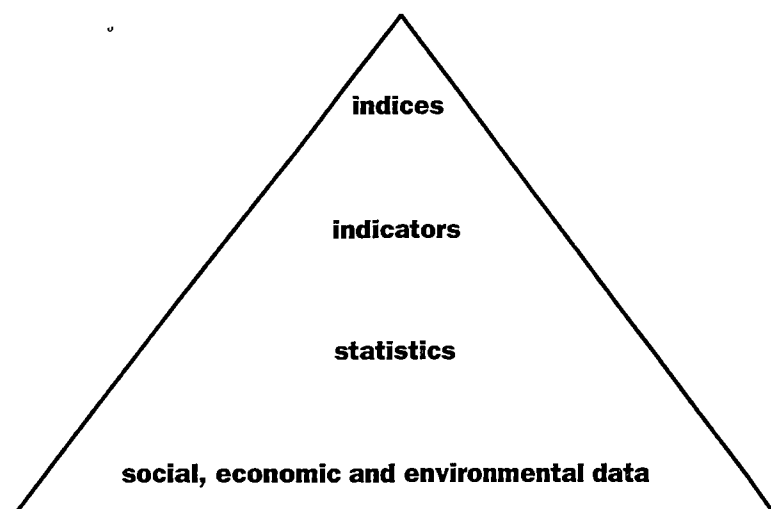 indices
indicators
statistics
social, economic and environmental data